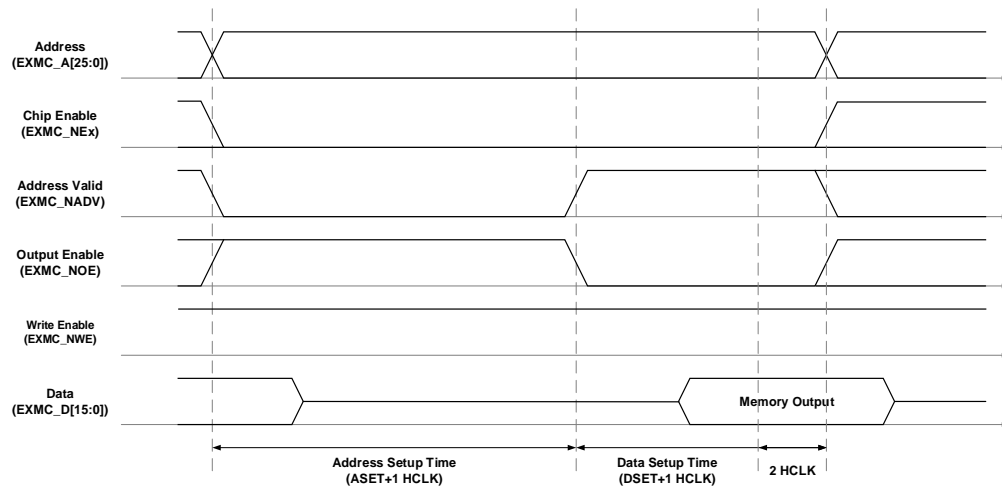 Address
(EXMC_A[25:0])
Chip Enable
(EXMC_NEx)
Address Valid
(EXMC_NADV)
Output Enable
(EXMC_NOE)
Write Enable
(EXMC_NWE)
Data
(EXMC_D[15:0])
Memory Output
Address Setup Time
(ASET+1 HCLK)
Data Setup Time
(DSET+1 HCLK)
2 HCLK